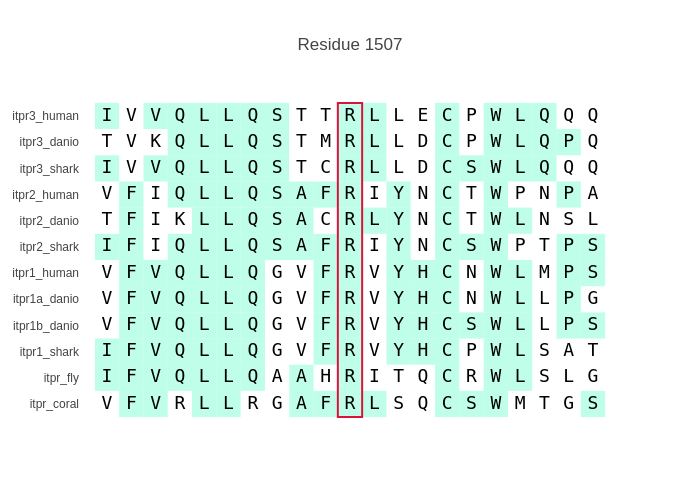 Residue 1507
itpr3_human I V V Q L L Q S T T R L L E C P W L Q Q Q
itpr3_danio T V K Q L L Q S T M R L L D C P W L Q P Q
itpr3_shark I V V Q L L Q S T C R L L D C S W L Q Q Q
itpr2_human V F I Q L L Q S A F R I Y N C T W P N P A
itpr2_danio T F I K L L Q S A C R L Y N C T W L N S L
itpr2_shark I F I Q L L Q S A F R I Y N C S W P T P S
itpr1_human V F V Q L L Q G V F R V Y H C N W L M P S
itpr1a_danio V F V Q L L Q G V F R V Y H C N W L L P G
itpr1b_danio V F V Q L L Q G V F R V Y H C S W L L P S
itpr1_shark I F V Q L L Q G V F R V Y H C P W L S A T
itpr_fly I F V Q L L Q A A H R I T Q C R W L S L G
itpr_coral V F V R L L R G A F R L S Q C S W M T G S